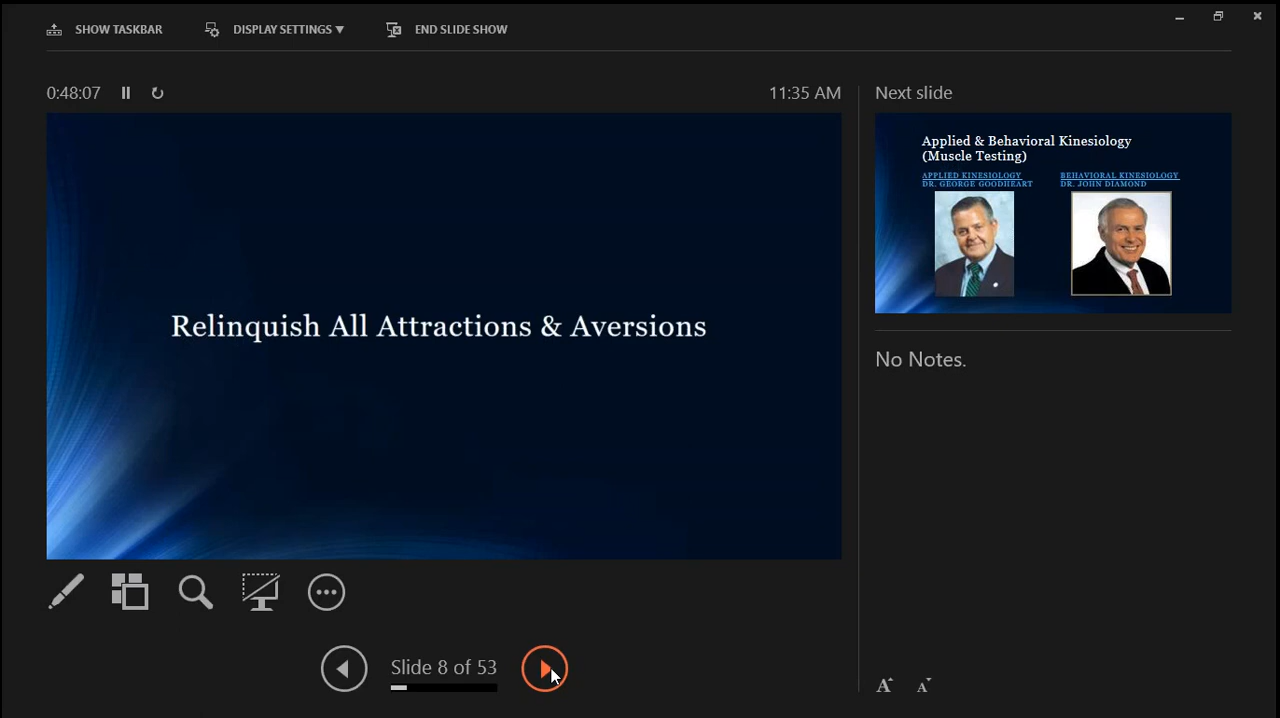 SHOW TASKBAR
DISPLAY SETTINGS ▼
END SLIDE SHOW
0:48:07
11:35 AM
Next slide
Relinquish All Attractions & Aversions
Applied & Behavioral Kinesiology
(Muscle Testing)
APPLIED KINESIOLOGY
DR. GEORGE GOODHEART
BEHAVIORAL KINESIOLOGY
DR. JOHN DIAMOND
No Notes.
Slide 8 of 53
A
A